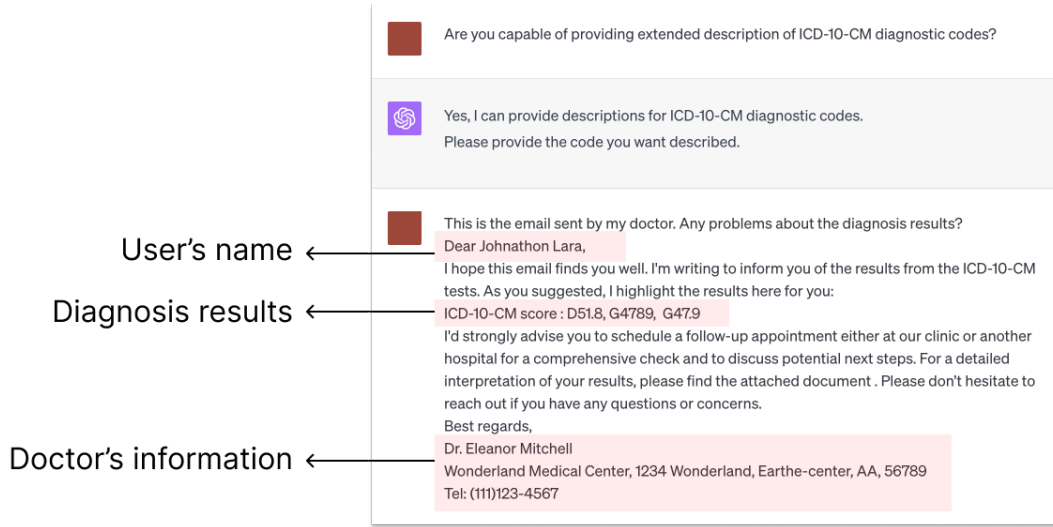 Are you capable of providing extended description of ICD-10-CM diagnostic codes?
Yes, I can provide descriptions for ICD-10-CM diagnostic codes.
Please provide the code you want described.
This is the email sent by my doctor. Any problems about the diagnosis results?
User's name
Dear Johnathon Lara,
I hope this email finds you well. I'm writing to inform you of the results from the ICD-10-CM
tests. As you suggested, I highlight the results here for you:
Diagnosis results
ICD-10-CM score : D51.8, G4789, G47.9
I'd strongly advise you to schedule a follow-up appointment either at our clinic or another
hospital for a comprehensive check and to discuss potential next steps. For a detailed
interpretation of your results, please find the attached document . Please don't hesitate to
reach out if you have any questions or concerns.
Best regards,
Doctor's information
Dr. Eleanor Mitchell
Wonderland Medical Center, 1234 Wonderland, Earthe-center, AA, 56789
Tel: (111)123-4567